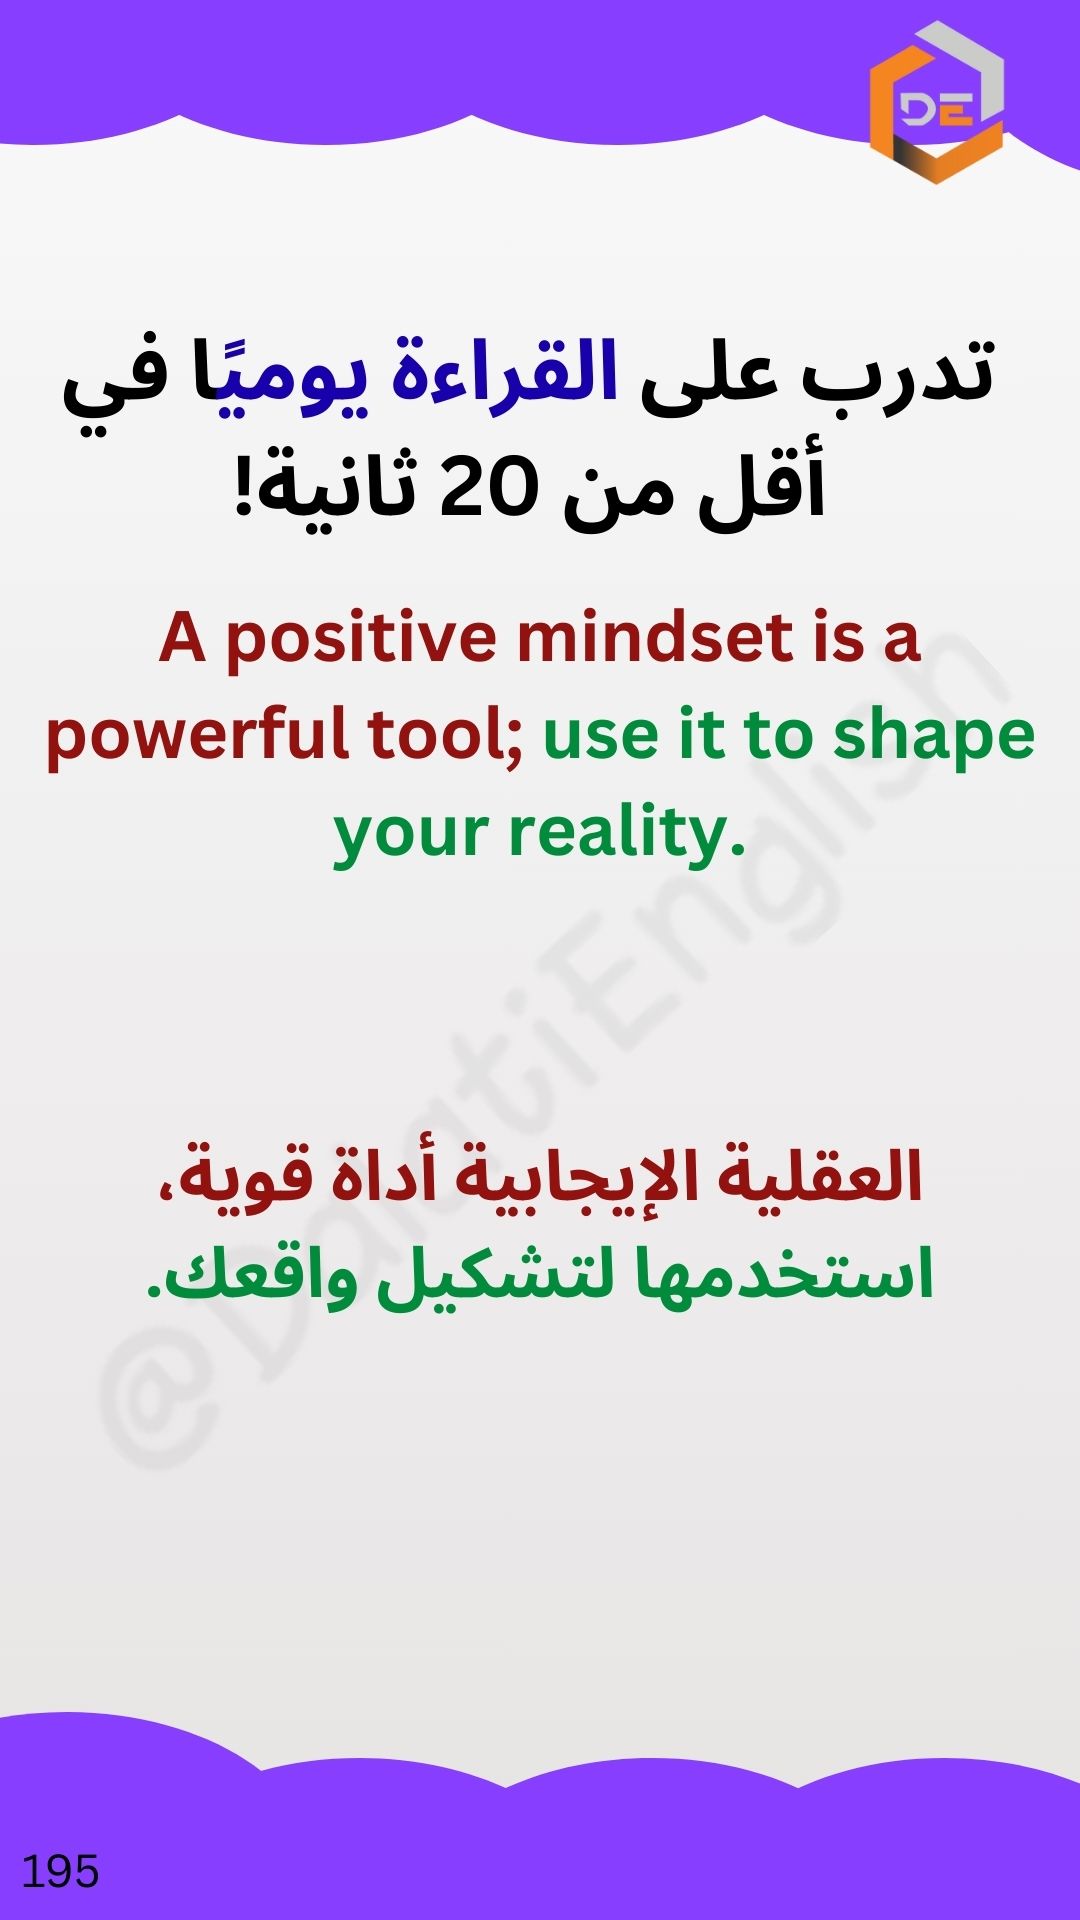 DE
تدرب على القراءة يوميًا في
أقل من 20 ثانية!
A positive mindset is a
powerful tool; use it to shape
your reality.
العقلية الإيجابية أداة قوية،
استخدمها لتشكيل واقعك.
@DalatiEnglish
195